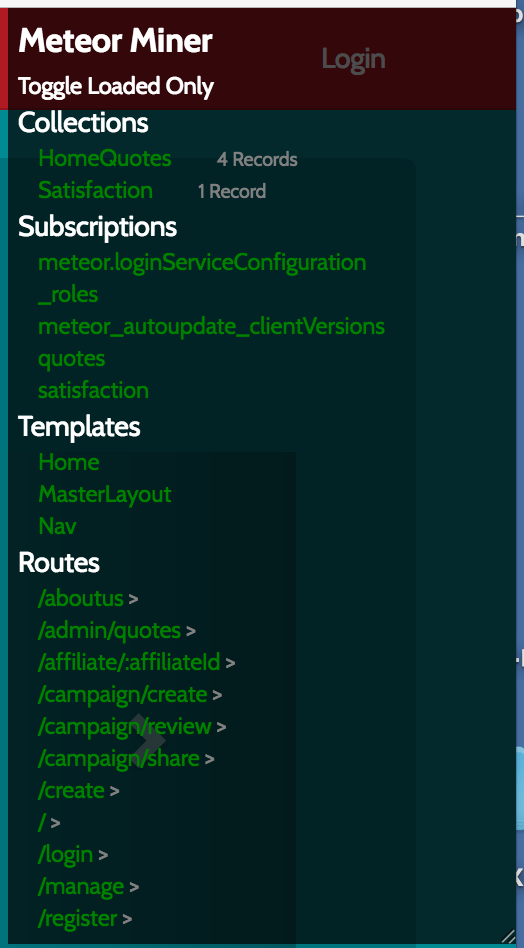 Meteor Miner
Login
Toggle Loaded Only
Collections
HomeQuotes 4 Records
Satisfaction 1 Record
Subscriptions
meteor.loginServiceConfiguration
_roles
meteor_autoupdate_clientVersions
quotes
satisfaction
Templates
Home
MasterLayout
Nav
Routes
/aboutus >
/admin/quotes >
/affiliate/:affiliateId >
/campaign/create >
/campaign/review >
/campaign/share >
/create >
/ >
/login >
/manage >
/register >